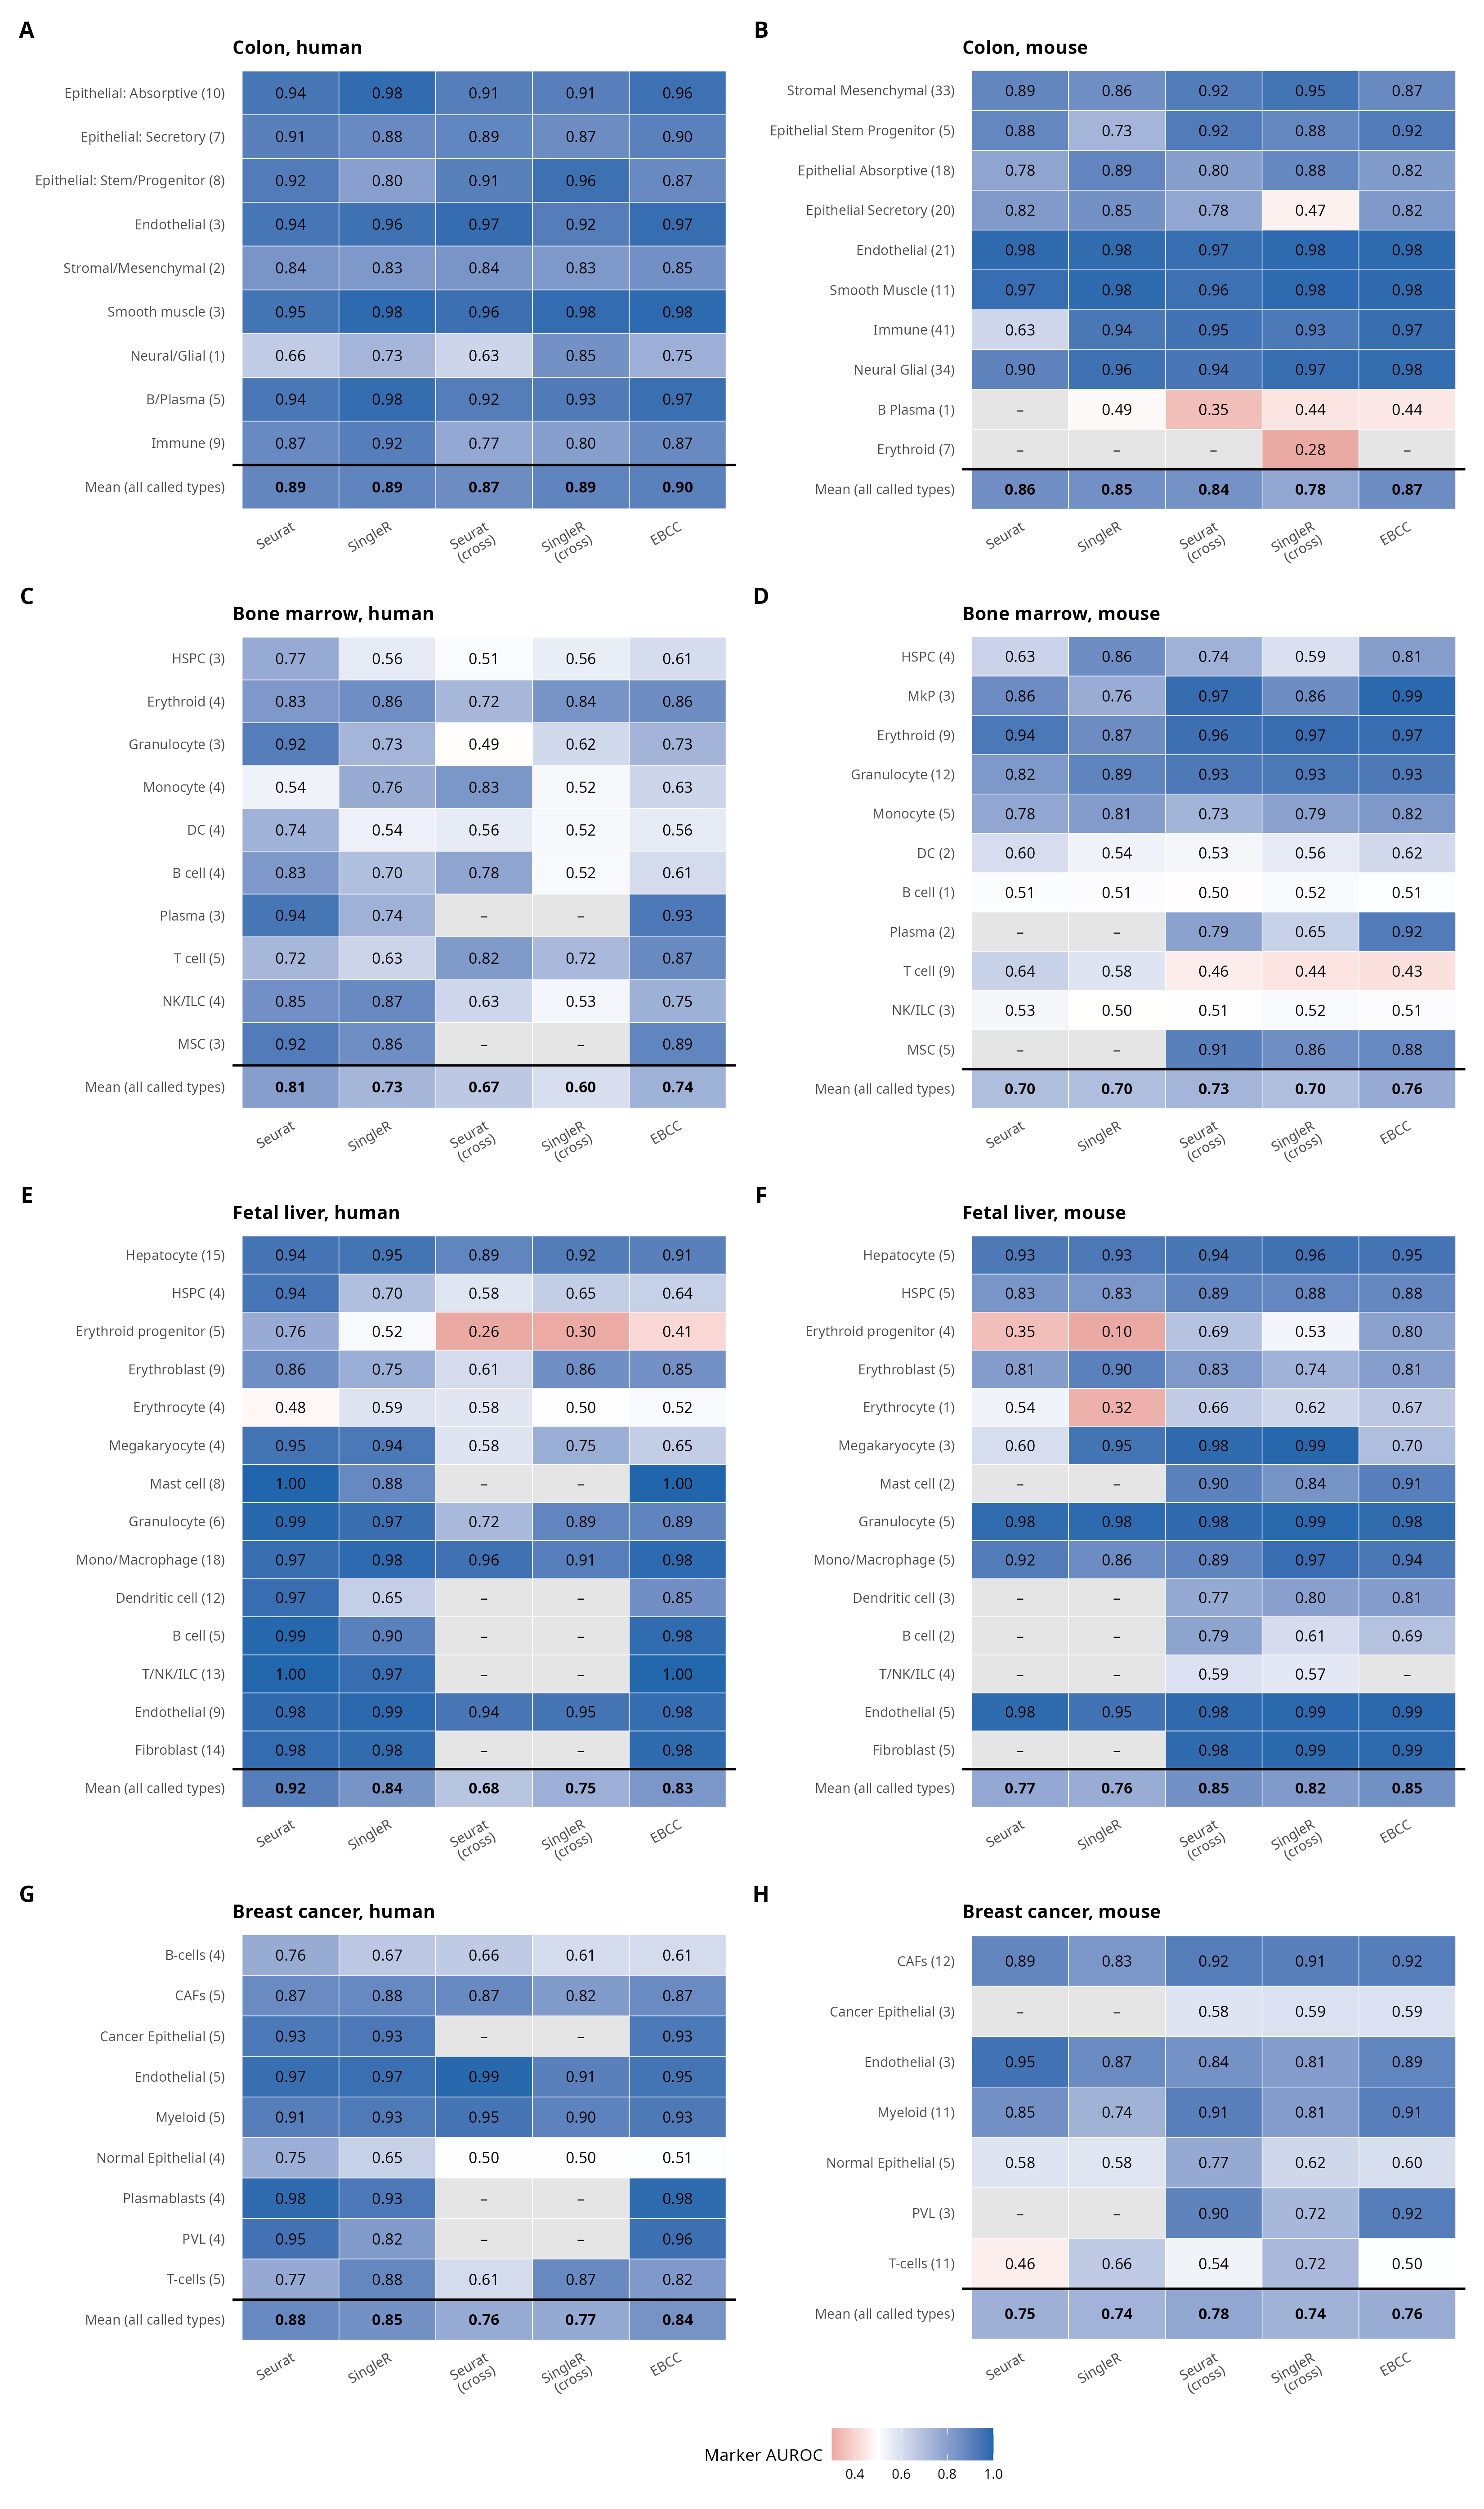 A
Colon, human
Epithelial: Absorptive (10) 0.94 0.98 0.91 0.91 0.96
Epithelial: Secretory (7) 0.91 0.88 0.89 0.87 0.90
Epithelial: Stem/Progenitor (8) 0.92 0.80 0.91 0.96 0.87
Endothelial (3) 0.94 0.96 0.97 0.92 0.97
Stromal/Mesenchymal (2) 0.84 0.83 0.84 0.83 0.85
Smooth muscle (3) 0.95 0.98 0.96 0.98 0.98
Neural/Glial (1) 0.66 0.73 0.63 0.85 0.75
B/Plasma (5) 0.94 0.98 0.92 0.93 0.97
Immune (9) 0.87 0.92 0.77 0.80 0.87
Mean (all called types) 0.89 0.89 0.87 0.89 0.90
Seurat SingleR Seurat (cross) SingleR (cross) EBCC
B
Colon, mouse
Stromal Mesenchymal (33) 0.89 0.86 0.92 0.95 0.87
Epithelial Stem Progenitor (5) 0.88 0.73 0.92 0.88 0.92
Epithelial Absorptive (18) 0.78 0.89 0.80 0.88 0.82
Epithelial Secretory (20) 0.82 0.85 0.78 0.47 0.82
Endothelial (21) 0.98 0.98 0.97 0.98 0.98
Smooth Muscle (11) 0.97 0.98 0.96 0.98 0.98
Immune (41) 0.63 0.94 0.95 0.93 0.97
Neural Glial (34) 0.90 0.96 0.94 0.97 0.98
B Plasma (1) – 0.49 0.35 0.44 0.44
Erythroid (7) – – – 0.28 –
Mean (all called types) 0.86 0.85 0.84 0.78 0.87
Seurat SingleR Seurat (cross) SingleR (cross) EBCC
C
Bone marrow, human
HSPC (3) 0.77 0.56 0.51 0.56 0.61
Erythroid (4) 0.83 0.86 0.72 0.84 0.86
Granulocyte (3) 0.92 0.73 0.49 0.62 0.73
Monocyte (4) 0.54 0.76 0.83 0.52 0.63
DC (4) 0.74 0.54 0.56 0.52 0.56
B cell (4) 0.83 0.70 0.78 0.52 0.61
Plasma (3) 0.94 0.74 – – 0.93
T cell (5) 0.72 0.63 0.82 0.72 0.87
NK/ILC (4) 0.85 0.87 0.63 0.53 0.75
MSC (3) 0.92 0.86 – – 0.89
Mean (all called types) 0.81 0.73 0.67 0.60 0.74
Seurat SingleR Seurat (cross) SingleR (cross) EBCC
D
Bone marrow, mouse
HSPC (4) 0.63 0.86 0.74 0.59 0.81
MkP (3) 0.86 0.76 0.97 0.86 0.99
Erythroid (9) 0.94 0.87 0.96 0.97 0.97
Granulocyte (12) 0.82 0.89 0.93 0.93 0.93
Monocyte (5) 0.78 0.81 0.73 0.79 0.82
DC (2) 0.60 0.54 0.53 0.56 0.62
B cell (1) 0.51 0.51 0.50 0.52 0.51
Plasma (2) – – 0.79 0.65 0.92
T cell (9) 0.64 0.58 0.46 0.44 0.43
NK/ILC (3) 0.53 0.50 0.51 0.52 0.51
MSC (5) – – 0.91 0.86 0.88
Mean (all called types) 0.70 0.70 0.73 0.70 0.76
Seurat SingleR Seurat (cross) SingleR (cross) EBCC
E
Fetal liver, human
Hepatocyte (15) 0.94 0.95 0.89 0.92 0.91
HSPC (4) 0.94 0.70 0.58 0.65 0.64
Erythroid progenitor (5) 0.76 0.52 0.26 0.30 0.41
Erythroblast (9) 0.86 0.75 0.61 0.86 0.85
Erythrocyte (4) 0.48 0.59 0.58 0.50 0.52
Megakaryocyte (4) 0.95 0.94 0.58 0.75 0.65
Mast cell (8) 1.00 0.88 – – 1.00
Granulocyte (6) 0.99 0.97 0.72 0.89 0.89
Mono/Macrophage (18) 0.97 0.98 0.96 0.91 0.98
Dendritic cell (12) 0.97 0.65 – – 0.85
B cell (5) 0.99 0.90 – – 0.98
T/NK/ILC (13) 1.00 0.97 – – 1.00
Endothelial (9) 0.98 0.99 0.94 0.95 0.98
Fibroblast (14) 0.98 0.98 – – 0.98
Mean (all called types) 0.92 0.84 0.68 0.75 0.83
Seurat SingleR Seurat (cross) SingleR (cross) EBCC
F
Fetal liver, mouse
Hepatocyte (5) 0.93 0.93 0.94 0.96 0.95
HSPC (5) 0.83 0.83 0.89 0.88 0.88
Erythroid progenitor (4) 0.35 0.10 0.69 0.53 0.80
Erythroblast (5) 0.81 0.90 0.83 0.74 0.81
Erythrocyte (1) 0.54 0.32 0.66 0.62 0.67
Megakaryocyte (3) 0.60 0.95 0.98 0.99 0.70
Mast cell (2) – – 0.90 0.84 0.91
Granulocyte (5) 0.98 0.98 0.98 0.99 0.98
Mono/Macrophage (5) 0.92 0.86 0.89 0.97 0.94
Dendritic cell (3) – – 0.77 0.80 0.81
B cell (2) – – 0.79 0.61 0.69
T/NK/ILC (4) – – 0.59 0.57 –
Endothelial (5) 0.98 0.95 0.98 0.99 0.99
Fibroblast (5) – – 0.98 0.99 0.99
Mean (all called types) 0.77 0.76 0.85 0.82 0.85
Seurat SingleR Seurat (cross) SingleR (cross) EBCC
G
Breast cancer, human
B-cells (4) 0.76 0.67 0.66 0.61 0.61
CAFs (5) 0.87 0.88 0.87 0.82 0.87
Cancer Epithelial (5) 0.93 0.93 – – 0.93
Endothelial (5) 0.97 0.97 0.99 0.91 0.95
Myeloid (5) 0.91 0.93 0.95 0.90 0.93
Normal Epithelial (4) 0.75 0.65 0.50 0.50 0.51
Plasmablasts (4) 0.98 0.93 – – 0.98
PVL (4) 0.95 0.82 – – 0.96
T-cells (5) 0.77 0.88 0.61 0.87 0.82
Mean (all called types) 0.88 0.85 0.76 0.77 0.84
Seurat SingleR Seurat (cross) SingleR (cross) EBCC
H
Breast cancer, mouse
CAFs (12) 0.89 0.83 0.92 0.91 0.92
Cancer Epithelial (3) – – 0.58 0.59 0.59
Endothelial (3) 0.95 0.87 0.84 0.81 0.89
Myeloid (11) 0.85 0.74 0.91 0.81 0.91
Normal Epithelial (5) 0.58 0.58 0.77 0.62 0.60
PVL (3) – – 0.90 0.72 0.92
T-cells (11) 0.46 0.66 0.54 0.72 0.50
Mean (all called types) 0.75 0.74 0.78 0.74 0.76
Seurat SingleR Seurat (cross) SingleR (cross) EBCC
Marker AUROC
0.4 0.6 0.8 1.0